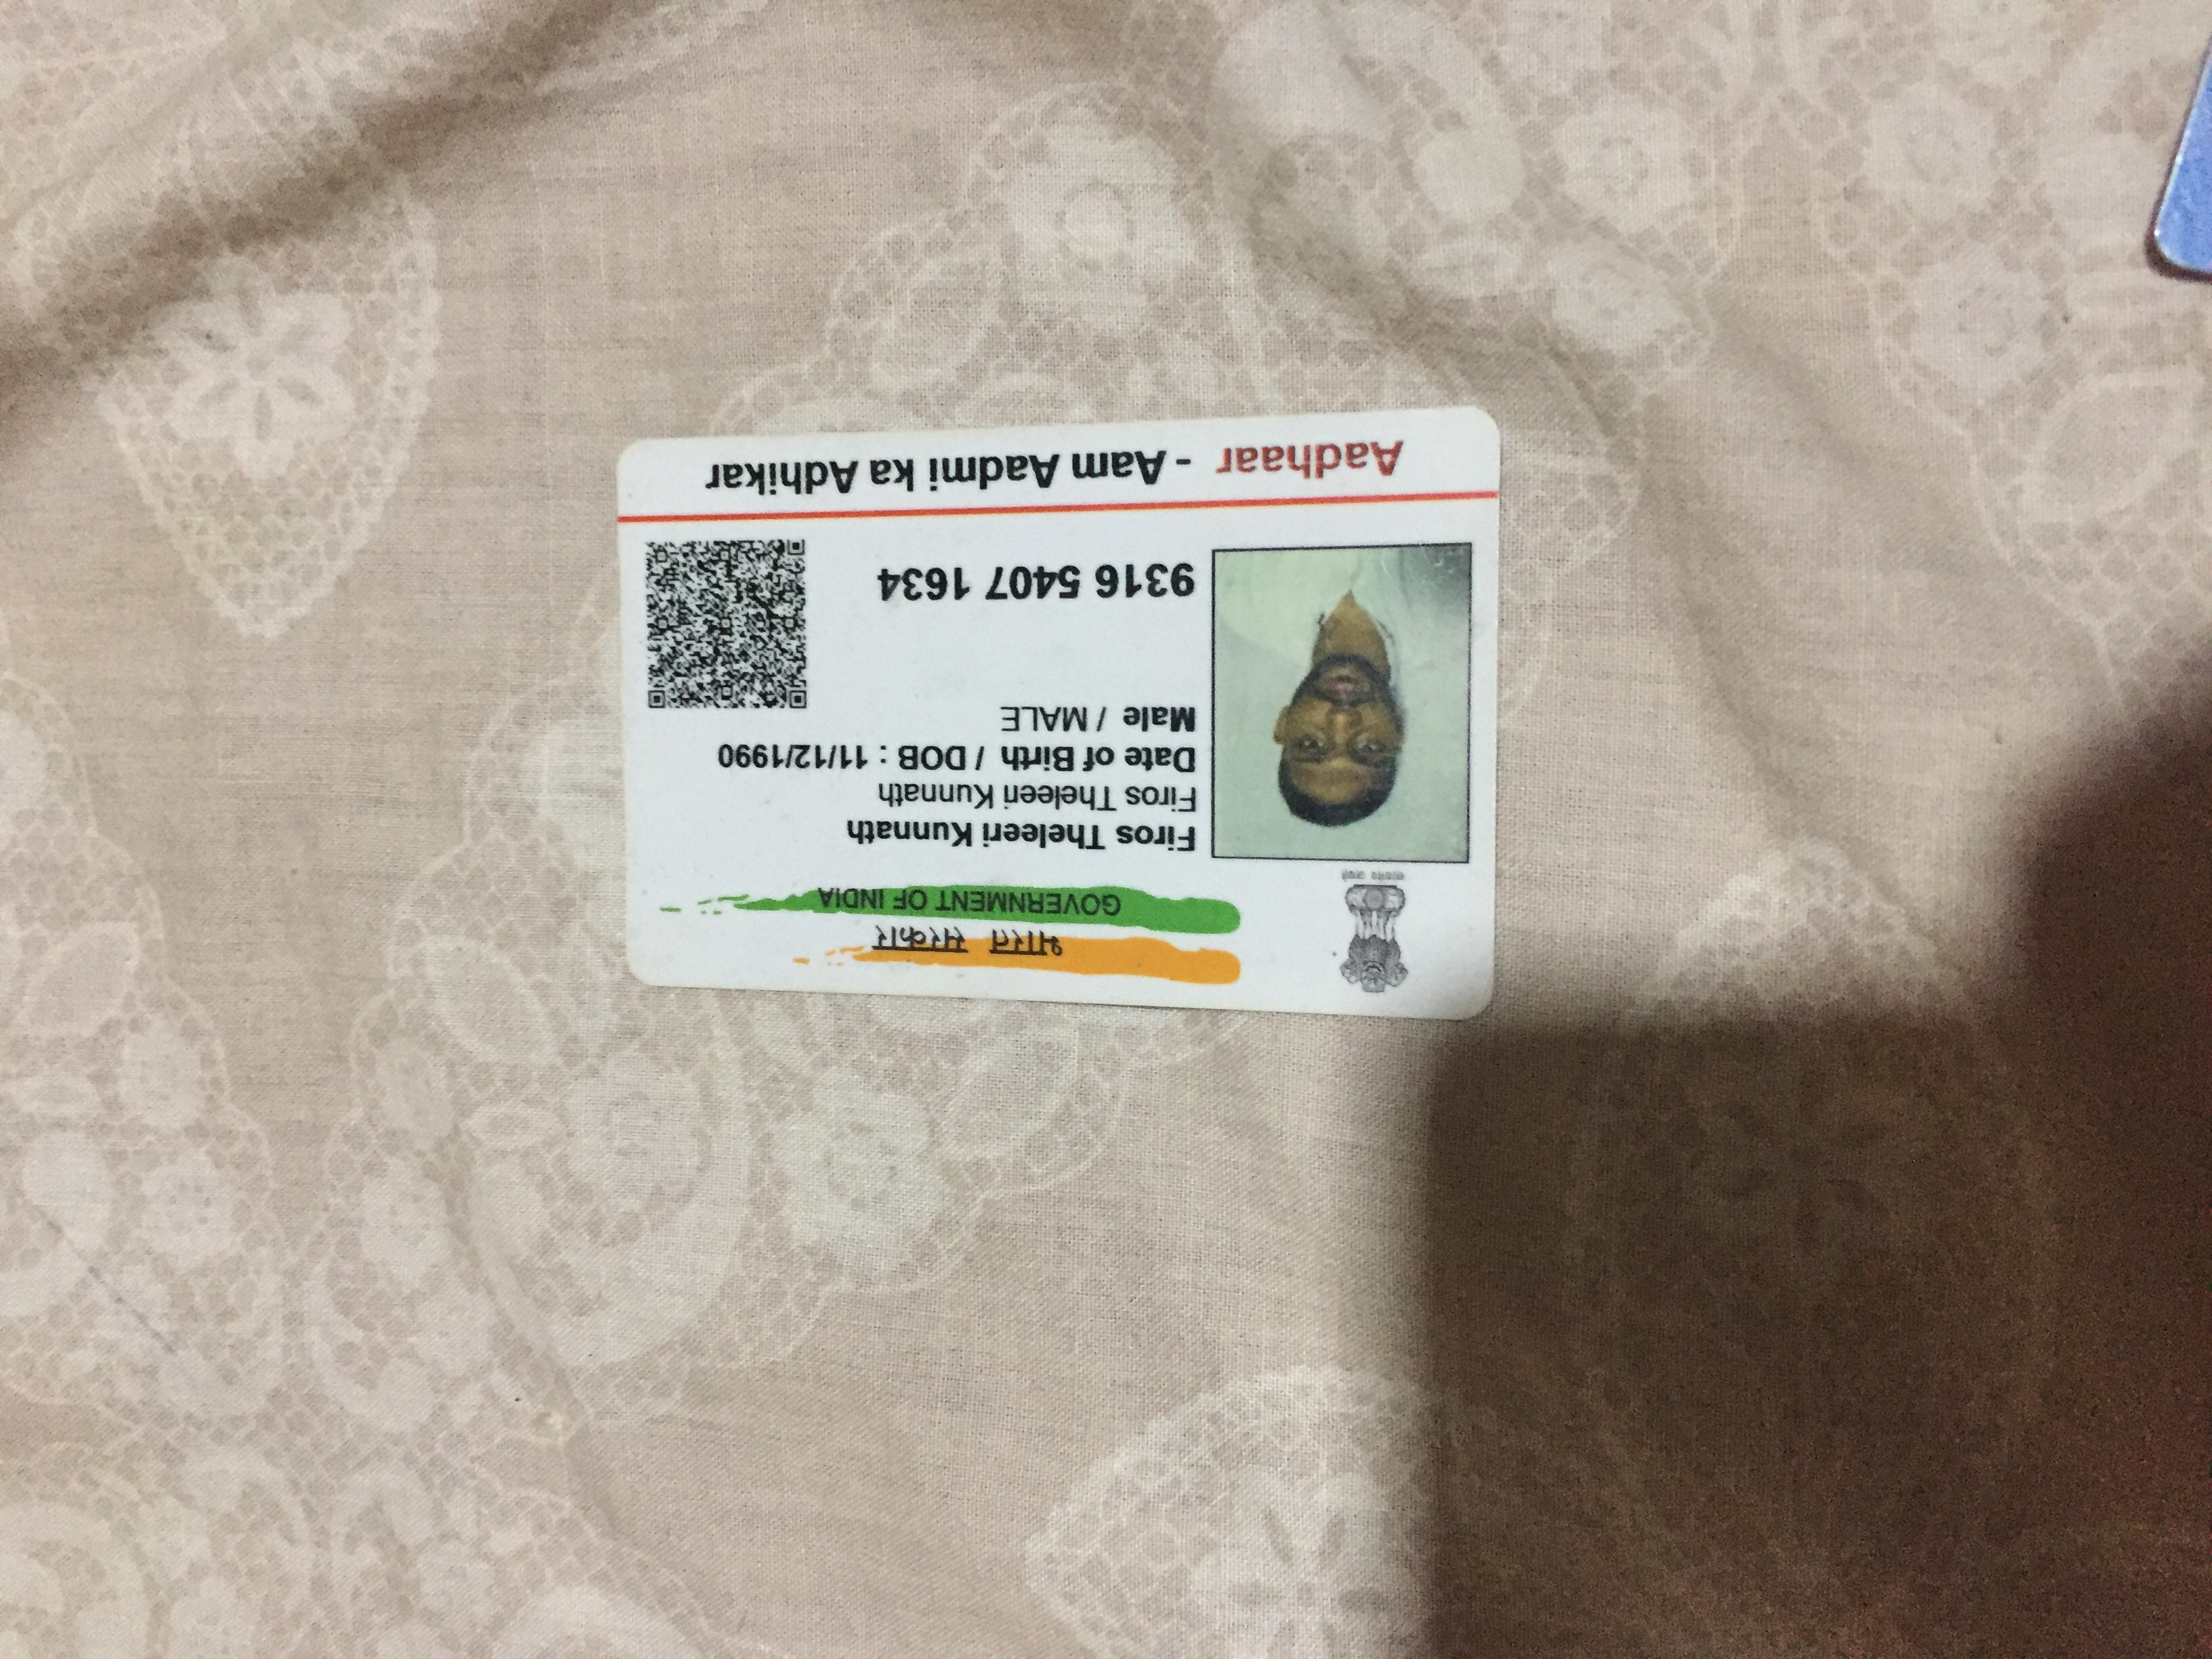 भारत सरकार
GOVERNMENT OF INDIA
Firos Theleeri Kunnath
Firos Theleeri Kunnath
Date of Birth / DOB : 11/12/1990
Male / MALE
9316 5407 1634
Aadhaar - Aam Aadmi ka Adhikar